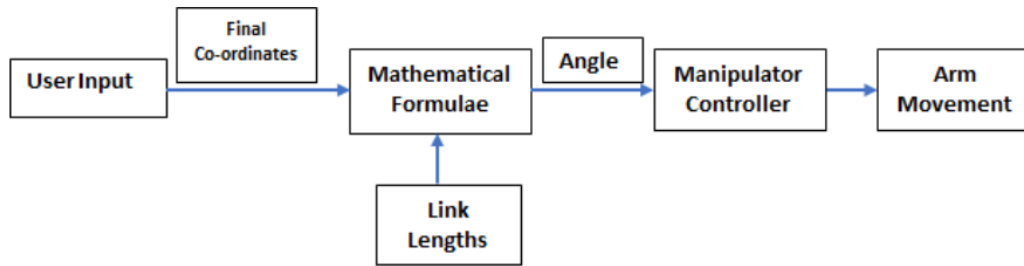 User Input
Final
Co-ordinates
Mathematical
Formulae
Angle
Manipulator
Controller
Arm
Movement
Link
Lengths